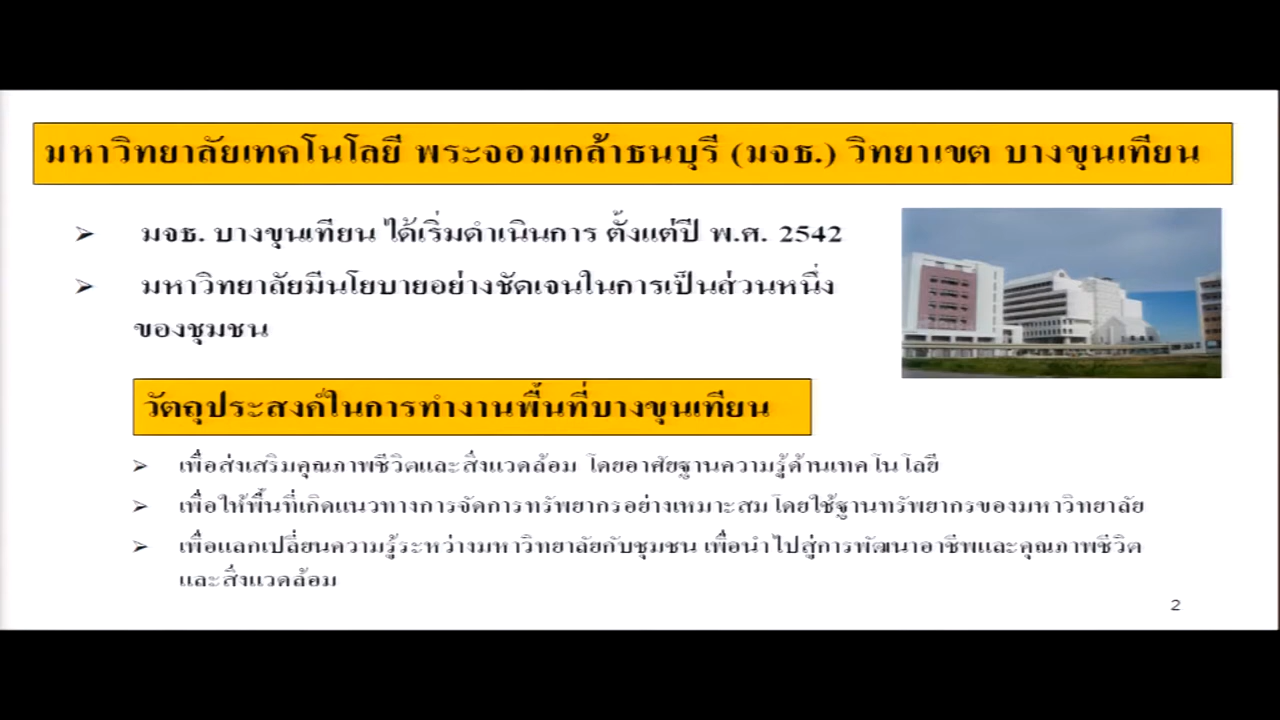 มหาวิทยาลัยเทคโนโลยี พระจอมเกล้าธนบุรี (มจธ.) วิทยาเขต บางขุนเทียน
➢ มจธ. บางขุนเทียน ได้เริ่มดำเนินการ ตั้งแต่ปี พ.ศ. 2542
➢ มหาวิทยาลัยมีนโยบายอย่างชัดเจนในการเป็นส่วนหนึ่ง
ของชุมชน
วัตถุประสงค์ในการทำงานพื้นที่บางขุนเทียน
➢ เพื่อส่งเสริมคุณภาพชีวิตและสิ่งแวดล้อม โดยอาศัยฐานความรู้ด้านเทคโนโลยี
➢ เพื่อให้พื้นที่เกิดแนวทางการจัดการทรัพยากรอย่างเหมาะสม โดยใช้ฐานทรัพยากรของมหาวิทยาลัย
➢ เพื่อแลกเปลี่ยนความรู้ระหว่างมหาวิทยาลัยกับชุมชน เพื่อนำไปสู่การพัฒนาอาชีพและคุณภาพชีวิต
และสิ่งแวดล้อม
2